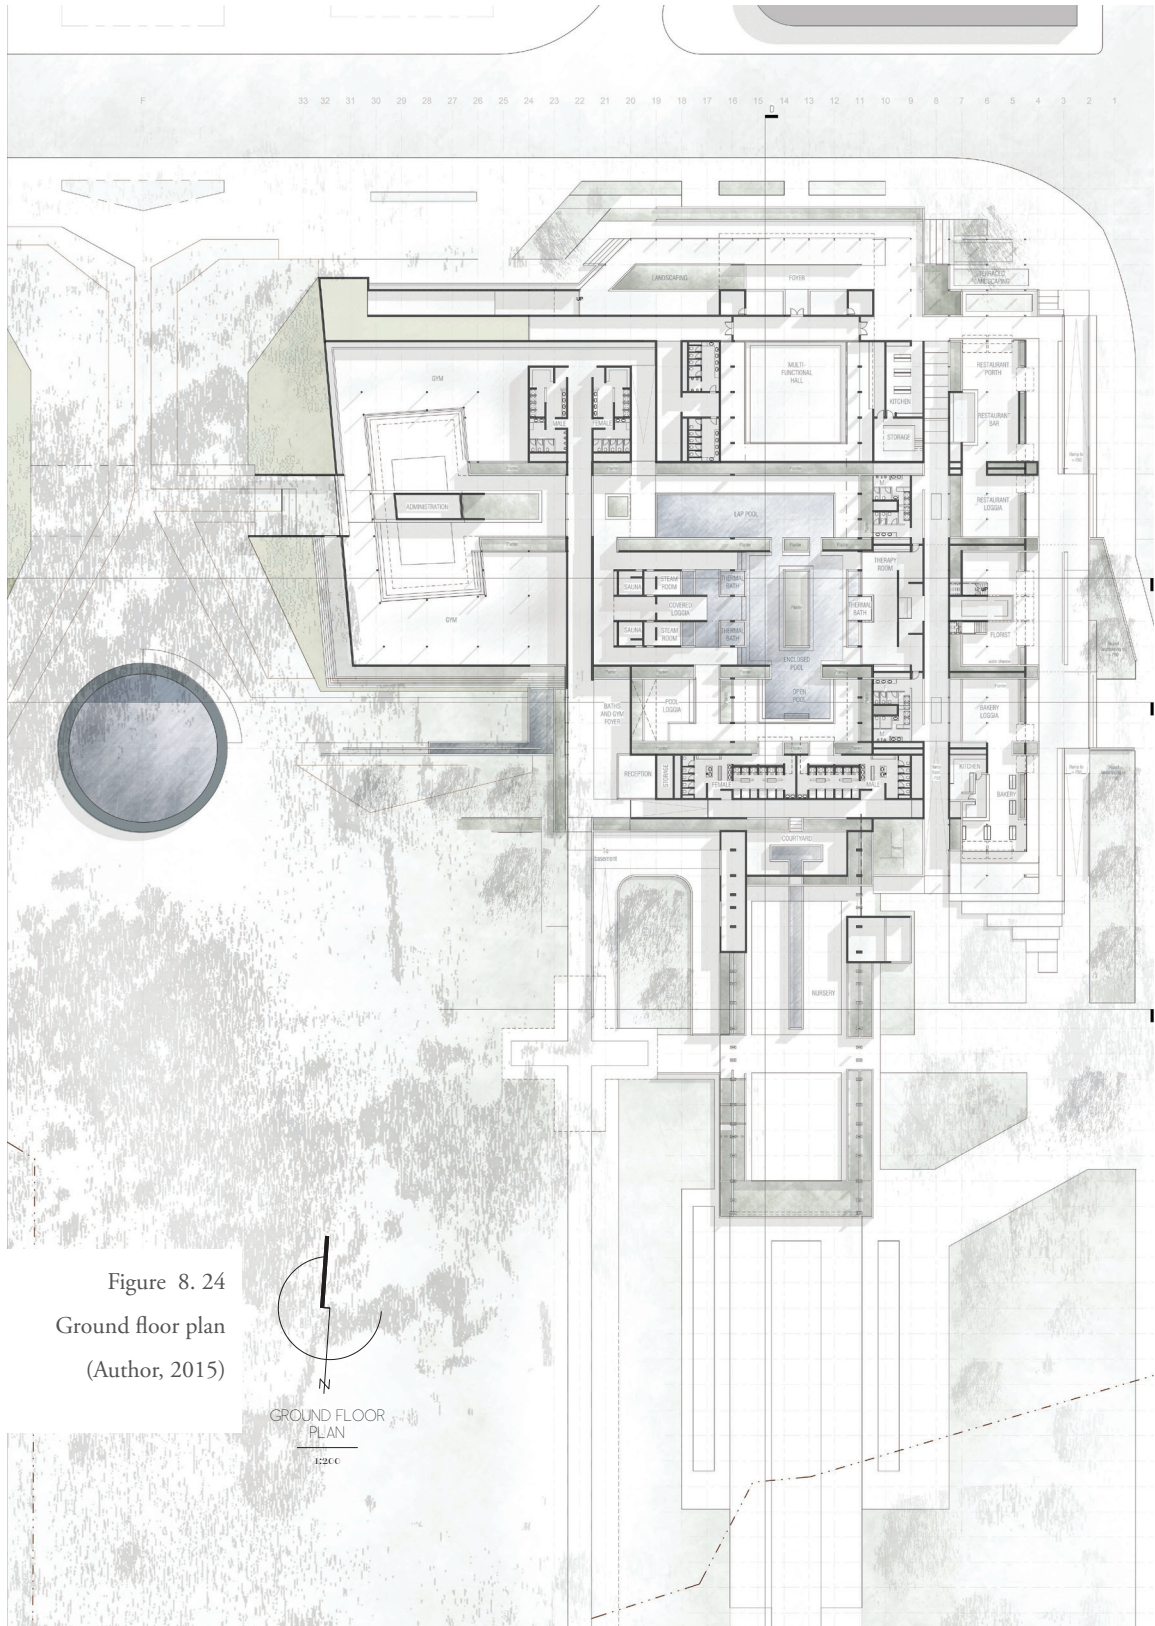 F 33 32 31 30 29 28 27 26 25 24 23 22 21 20 19 18 17 16 15 14 13 12 11 10 9 8 7 6 5 4 3 2 1
D
LANDSCAPING
FOYER
TERRACED
LANDSCAPING
UP
GYM
MALE
FEMALE
MULTI-
FUNCTIONAL
HALL
KITCHEN
STORAGE
RESTAURANT
PORTH
RESTAURANT
BAR
RESTAURANT
LOGGIA
ADMINISTRATION
LAP POOL
THERAPY
ROOM
SAUNA
STEAM
ROOM
THERMAL
BATH
COVERED
LOGGIA
THERMAL
BATH
SAUNA
STEAM
ROOM
THERMAL
BATH
UP
FLORIST
GYM
ENCLOSED
POOL
OPEN
POOL
POOL
LOGGIA
BATHS
AND GYM
FOYER
BAKERY
LOGGIA
RECEPTION
STORAGE
FEMALE
MALE
KITCHEN
BAKERY
COURTYARD
To
basement
NURSERY
Figure 8. 24
Ground floor plan
(Author, 2015)
N
GROUND FLOOR
PLAN
1:200